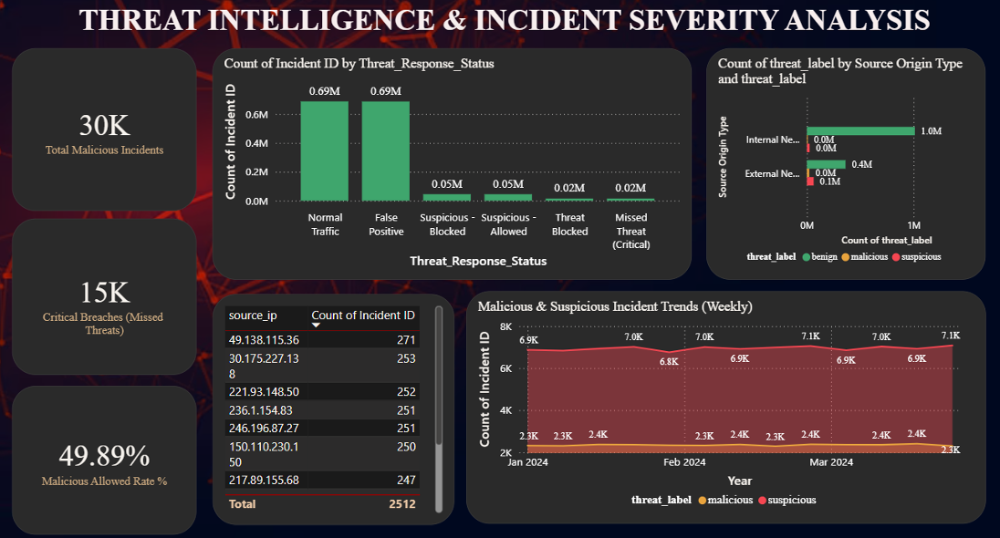 THREAT INTELLIGENCE & INCIDENT SEVERITY ANALYSIS
30K
Total Malicious Incidents
15K
Critical Breaches (Missed
Threats)
49.89%
Malicious Allowed Rate %
Count of Incident ID by Threat_Response_Status
Count of Incident ID
0.6M
0.4M
0.2M
0.0M
0.69M
0.69M
0.05M
0.05M
0.02M
0.02M
Normal
Traffic
False
Positive
Suspicious -
Blocked
Suspicious -
Allowed
Threat
Blocked
Missed
Threat
(Critical)
Threat_Response_Status
Count of threat_label by Source Origin Type
and threat_label
Source Origin Type
Internal Ne...
External Ne...
1.0M
0.0M
0.0M
0.4M
0.0M
0.1M
0M
1M
Count of threat_label
threat_label benign malicious suspicious
source_ip Count of Incident ID
49.138.115.36 271
30.175.227.13 253
8
221.93.148.50 252
236.1.154.83 251
246.196.87.27 251
150.110.230.1 250
50
217.89.155.68 247
Total 2512
Malicious & Suspicious Incident Trends (Weekly)
Count of Incident ID
8K
6K
4K
2K
6.9K
7.0K
6.8K
7.0K
6.9K
7.1K
6.9K
7.0K
6.9K
7.1K
2.3K
2.3K
2.4K
2.3K
2.4K
2.3K
2.4K
2.4K
2.4K
2.3K
Jan 2024
Feb 2024
Mar 2024
Year
threat_label malicious suspicious